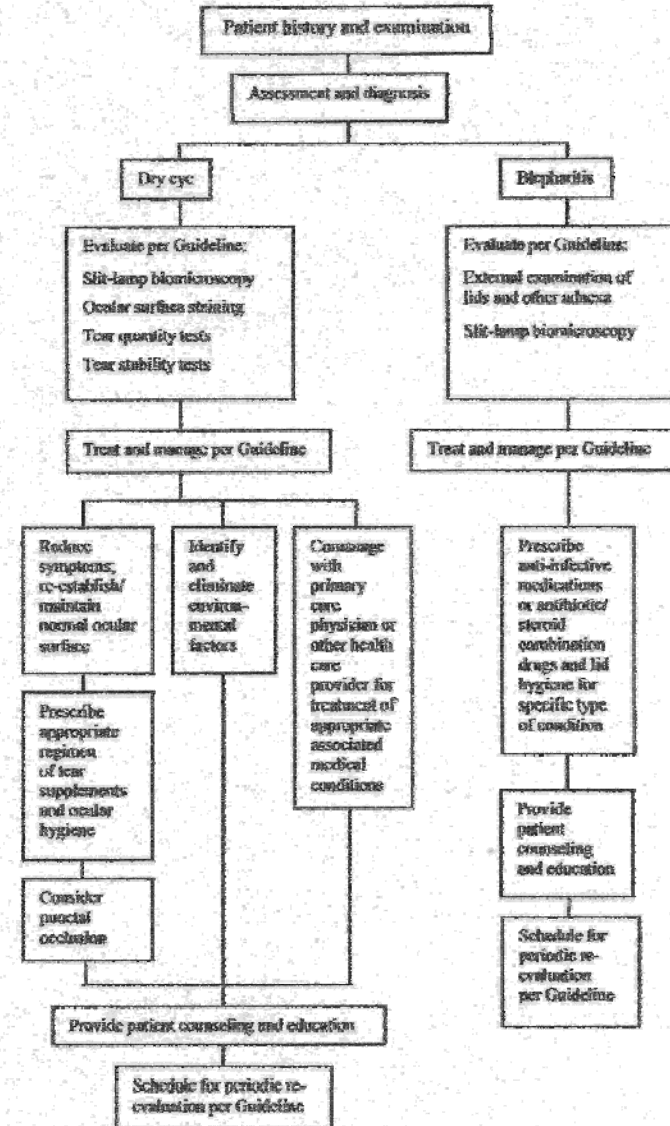 Patient history and examination
Assessment and diagnosis
Dry eye
Evaluate per Guideline:
Slit-lamp biomicroscopy
Ocular surface staining
Tear quantity tests
Tear stability tests
Treat and manage per Guideline
Reduce
symptoms;
re-establish/
maintain
normal ocular
surface
Prescribe
appropriate
regimen
of tear
supplements
and ocular
hygiene
Consider
punctal
occlusion
Identify
and
eliminate
environ-
mental
factors
Comanage
with
primary
care
physician or
other health
care
provider for
treatment of
appropriate
associated
medical
conditions
Provide patient counseling and education
Schedule for periodic re-
evaluation per Guideline
Blepharitis
Evaluate per Guideline:
External examination of
lids and other adnexa
Slit-lamp biomicroscopy
Treat and manage per Guideline
Prescribe
anti-infective
medications
or antibiotic/
steroid
combination
drugs and lid
hygiene for
specific type
of condition
Provide
patient
counseling
and education
Schedule for
periodic re-
evaluation
per Guideline